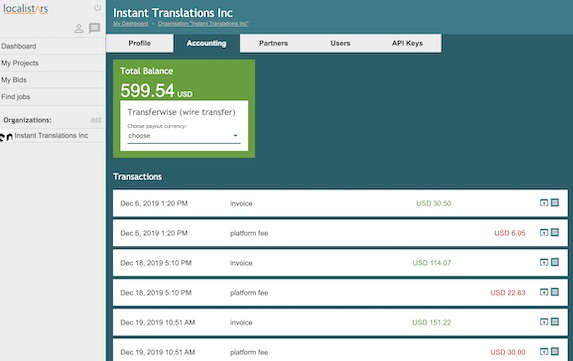 localistars
Dashboard
My Projects
My Bids
Find jobs
Organizations: add
Instant Translations Inc
Instant Translations Inc
My Dashboard > Organisation "Instant Translations Inc"
Profile Accounting Partners Users API Keys
Total Balance
599.54 USD
Transferwise (wire transfer)
Choose payout currency:
choose
Transactions
Dec 6, 2019 1:20 PM invoice USD 30.50
Dec 6, 2019 1:20 PM platform fee USD 6.05
Dec 18, 2019 5:10 PM invoice USD 114.07
Dec 18, 2019 5:10 PM platform fee USD 22.63
Dec 19, 2019 10:51 AM invoice USD 151.22
Dec 19, 2019 10:51 AM platform fee USD 30.00